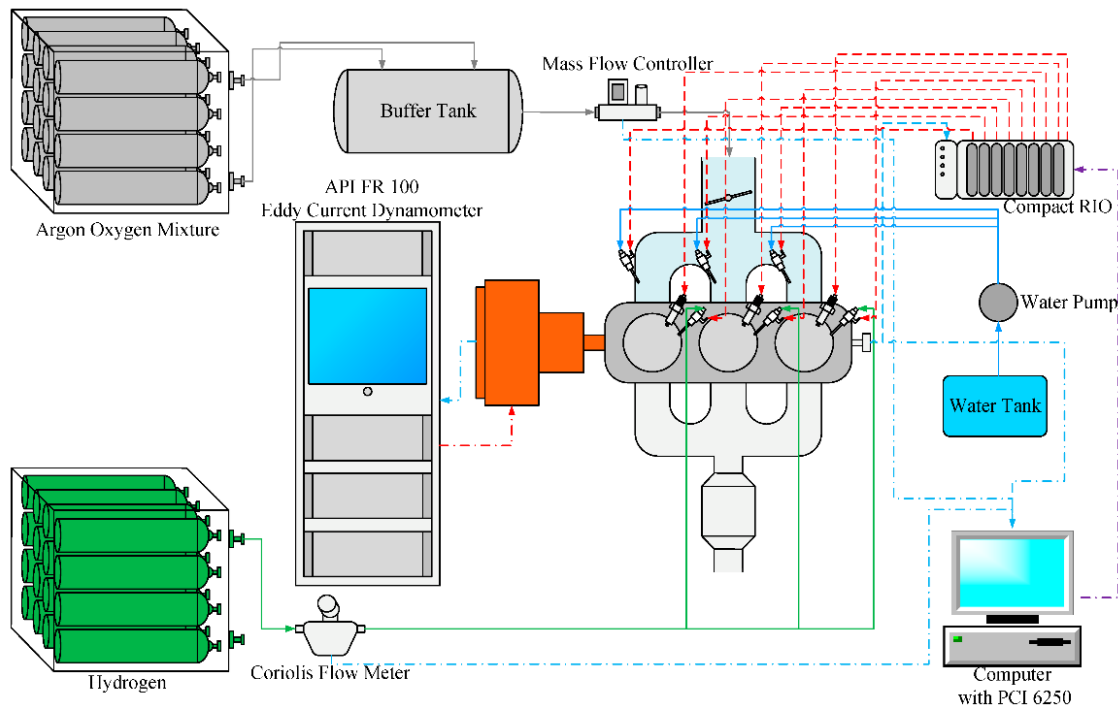 Mass Flow Controller
Buffer Tank
API FR 100
Eddy Current Dynamometer
Argon Oxygen Mixture
Compact RIO
Water Pump
Water Tank
Hydrogen
Coriolis Flow Meter
Computer
with PCI 6250